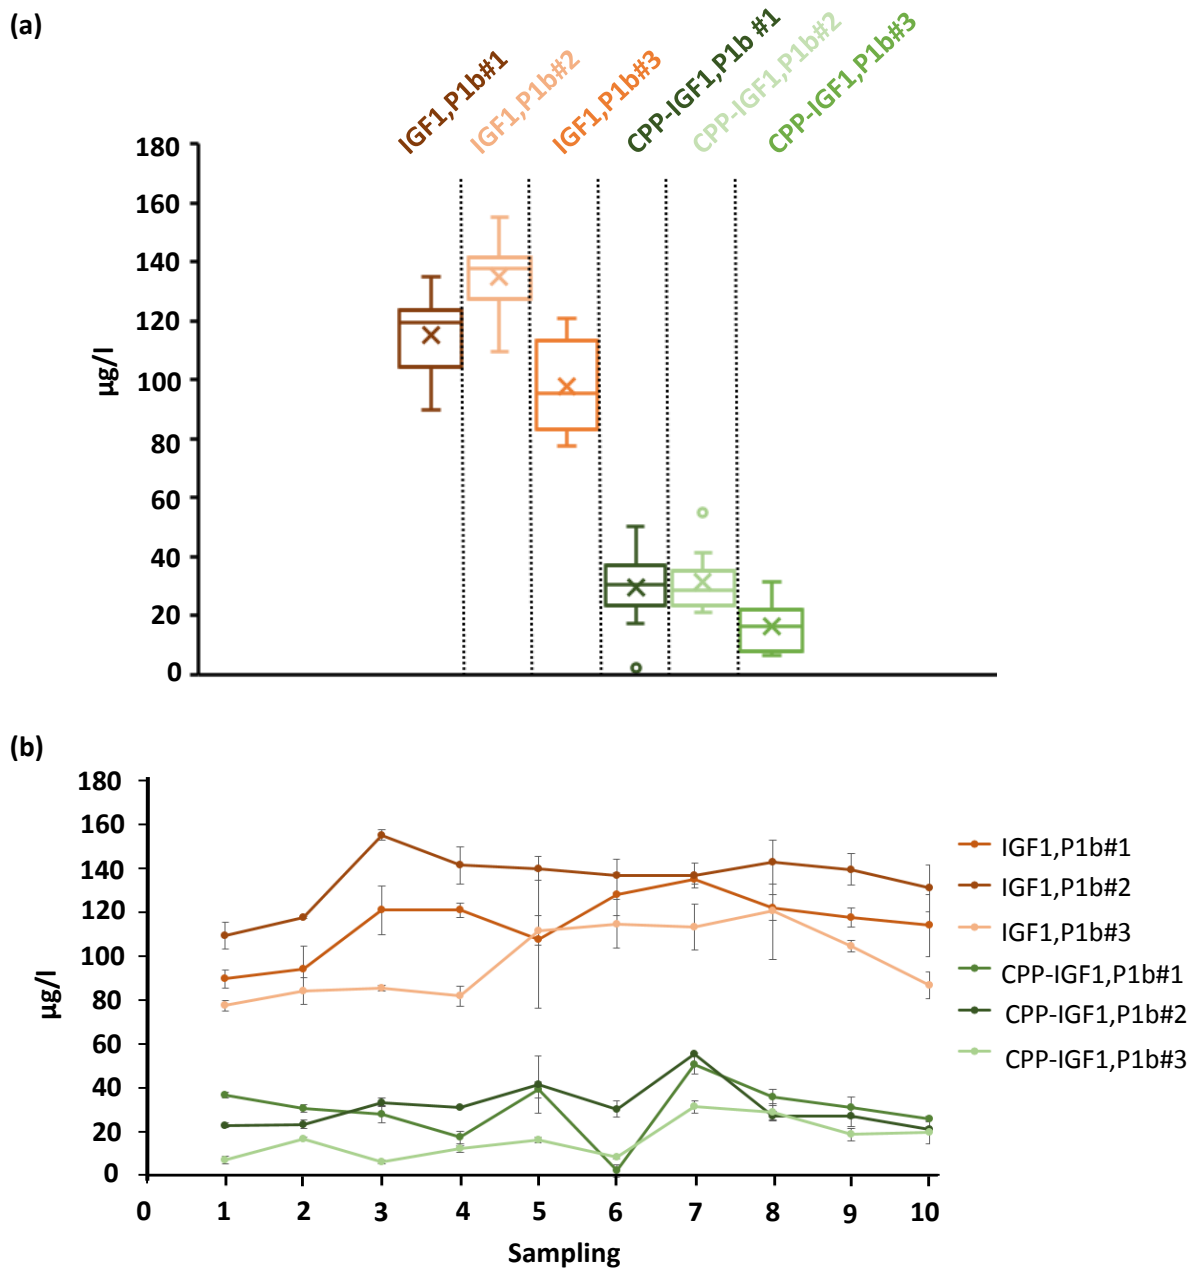 (a)
IGF1,P1b#1
IGF1,P1b#2
IGF1,P1b#3
CPP-IGF1,P1b #1
CPP-IGF1,P1b#2
CPP-IGF1,P1b#3
180
160
140
120
100
80
60
40
20
0
µg/l
(b)
180
160
140
120
100
80
60
40
20
0
µg/l
0 1 2 3 4 5 6 7 8 9 10
Sampling
IGF1,P1b#1
IGF1,P1b#2
IGF1,P1b#3
CPP-IGF1,P1b#1
CPP-IGF1,P1b#2
CPP-IGF1,P1b#3